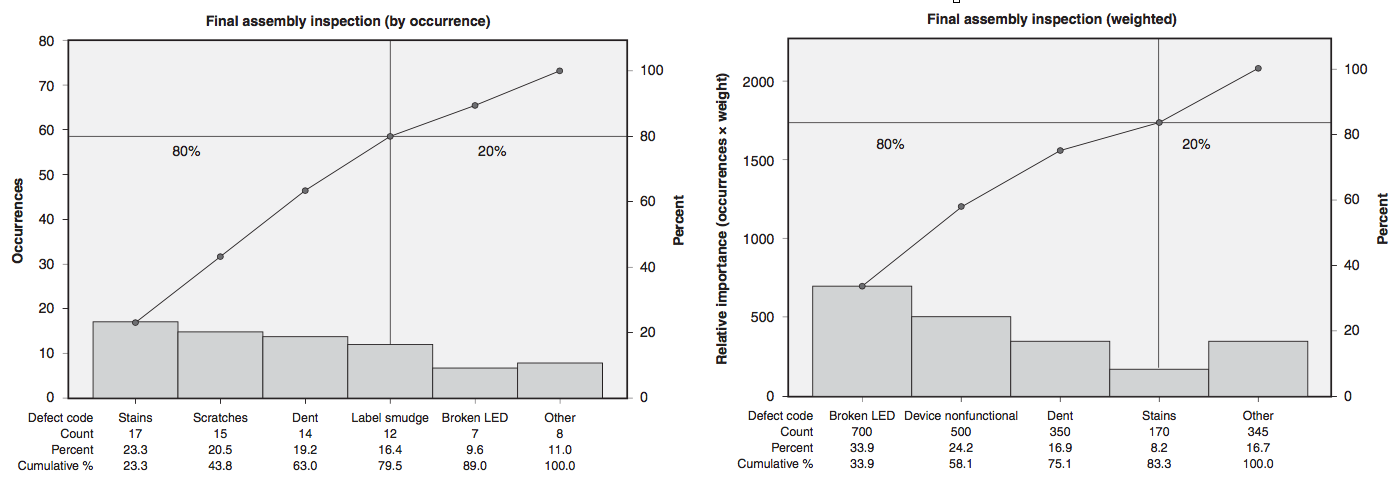 Final assembly inspection (by occurrence)
80
70
60
50
40
30
20
10
0
Occurrences
80%
20%
100
80
60
40
20
0
Percent
Defect code Stains Scratches Dent Label smudge Broken LED Other
Count 17 15 14 12 7 8
Percent 23.3 20.5 19.2 16.4 9.6 11.0
Cumulative % 23.3 43.8 63.0 79.5 89.0 100.0
Final assembly inspection (weighted)
2000
1500
1000
500
0
Relative importance (occurrences × weight)
80%
20%
100
80
60
40
20
0
Percent
Defect code Broken LED Device nonfunctional Dent Stains Other
Count 700 500 350 170 345
Percent 33.9 24.2 16.9 8.2 16.7
Cumulative % 33.9 58.1 75.1 83.3 100.0